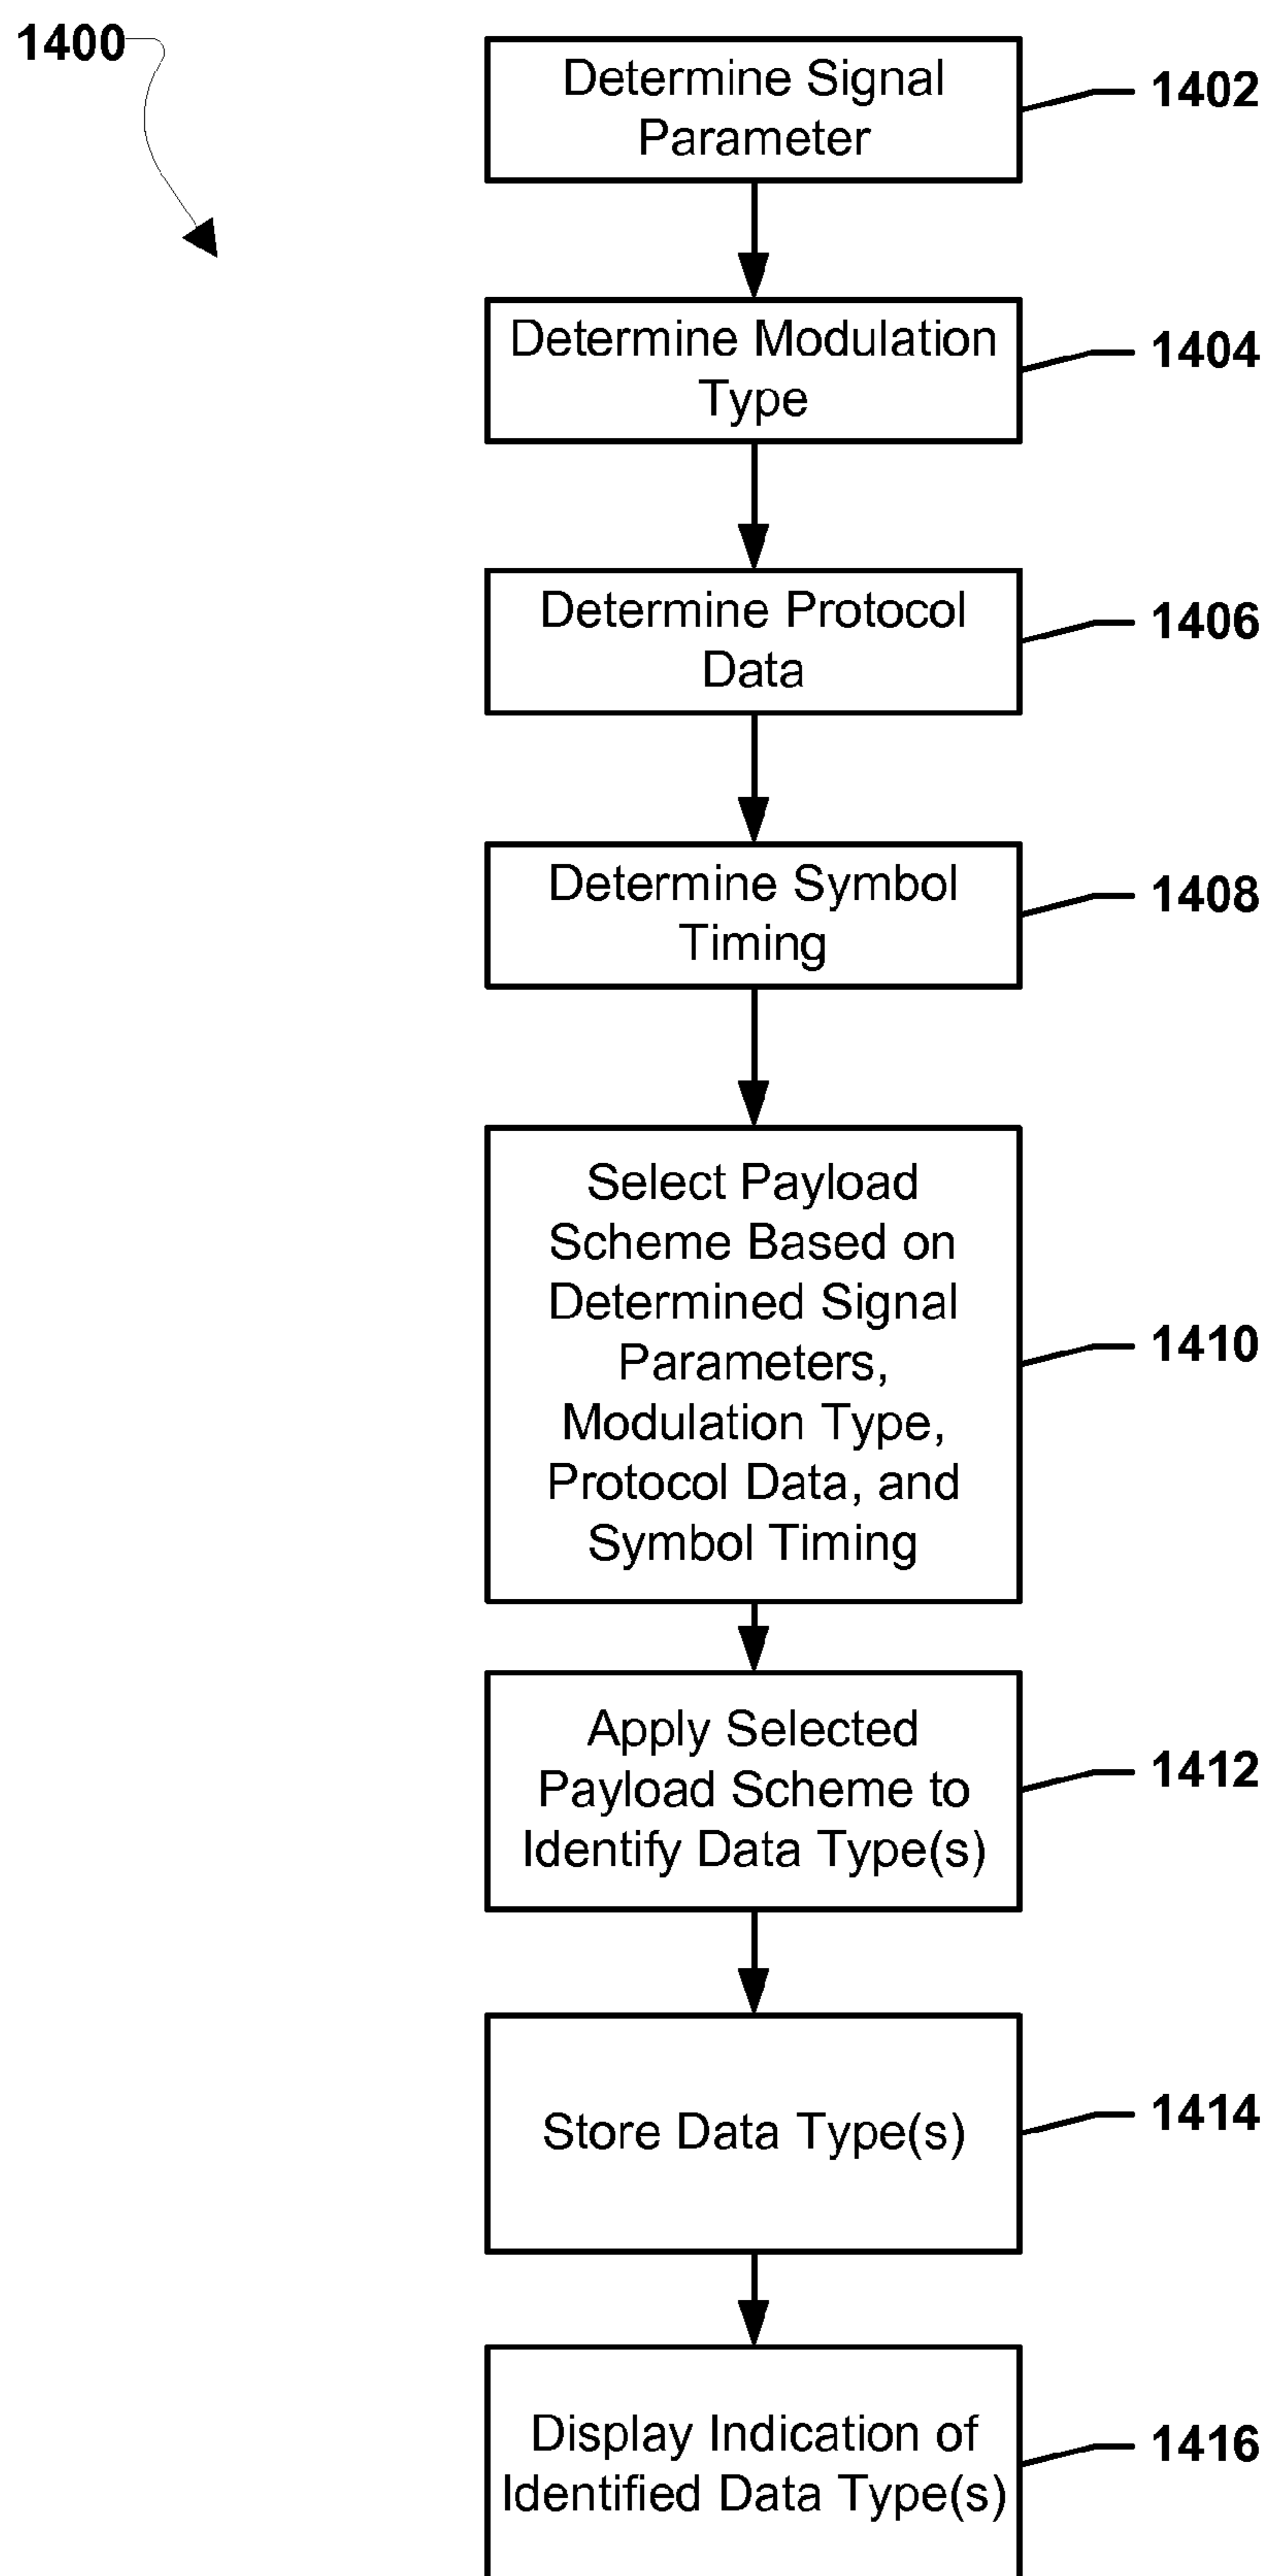 1400
Determine Signal
Parameter
1402
Determine Modulation
Type
1404
Determine Protocol
Data
1406
Determine Symbol
Timing
1408
Select Payload
Scheme Based on
Determined Signal
Parameters,
Modulation Type,
Protocol Data, and
Symbol Timing
1410
Apply Selected
Payload Scheme to
Identify Data Type(s)
1412
Store Data Type(s)
1414
Display Indication of
Identified Data Type(s)
1416